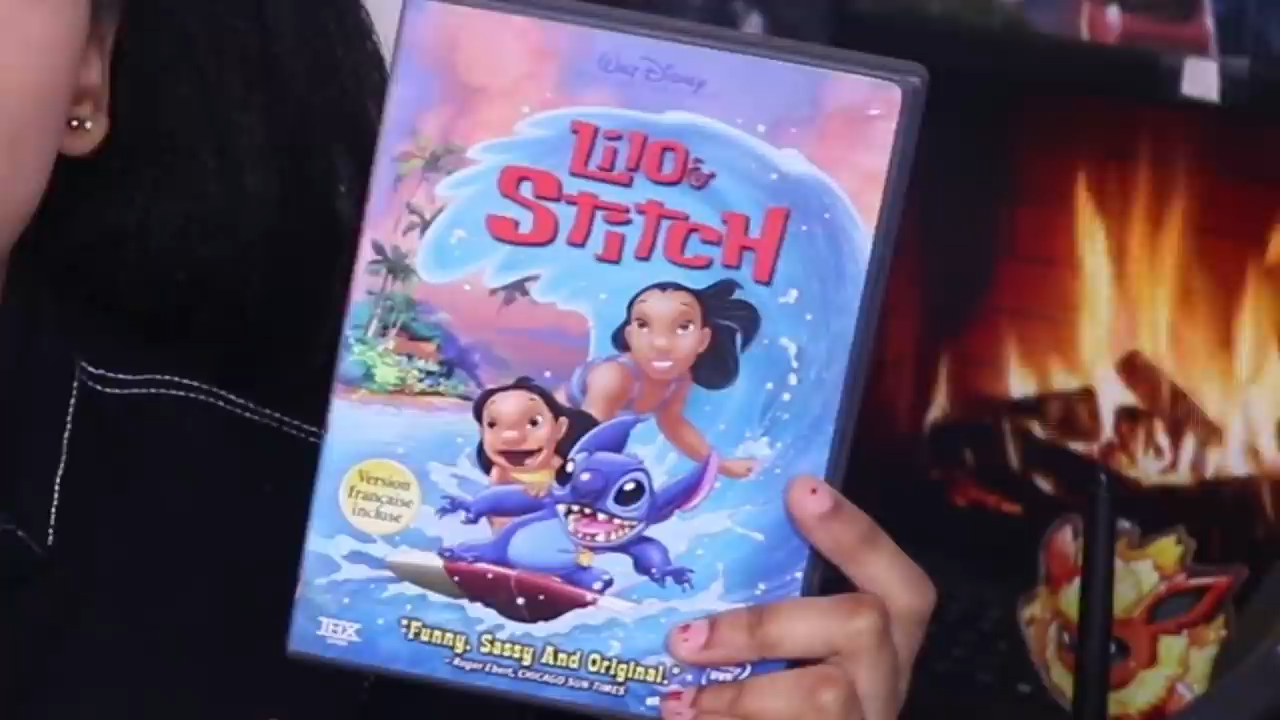 Walt Disney
Lilo &
Stitch
Version
française
incluse
THX
"Funny, Sassy And Original."
- Roger Ebert, CHICAGO SUN-TIMES